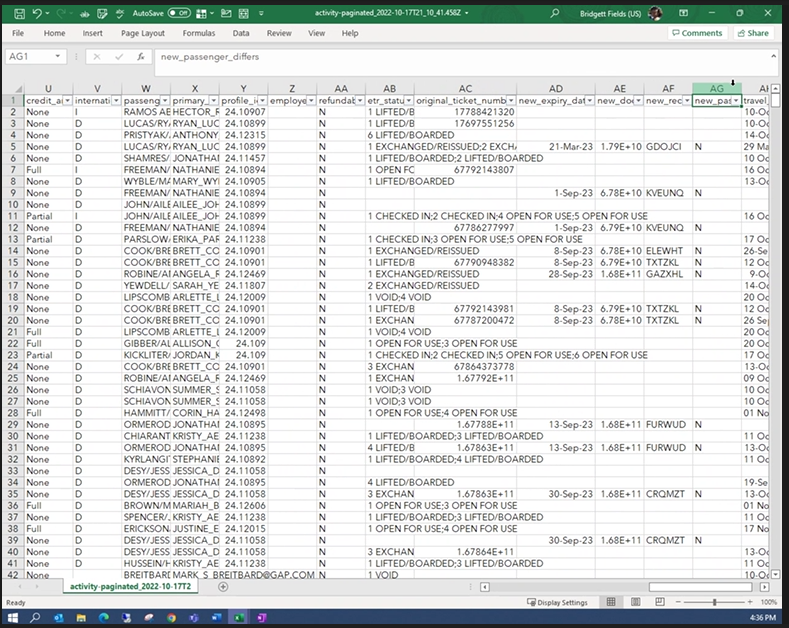 AutoSave Off activity-paginated_2022-10-17T21_10_41.458Z Bridgett Fields (US)
File Home Insert Page Layout Formulas Data Review View Help Comments Share
AG1 fx new_passenger_differs
U V W X Y Z AA AB AC AD AE AF AG AH
1 credit_a internati passeng primary_ profile_i employe refundab etr_statu original_ticket_numb new_expiry_dat new_do new_rec new_pas travel_
2 None I RAMOS AE HECTOR_R 24.10907 N 1 LIFTED/B 17788421320 10-Oc
3 None D LUCAS/RY RYAN_LUC 24.10899 N 1 LIFTED/B 17697551256 10-Oc
4 None D PRISTYAK/ ANTHONY 24.12315 N 6 LIFTED/BOARDED 14-Oc
5 None D LUCAS/RY RYAN_LUC 24.10899 N 1 EXCHANGED/REISSUED;2 EXCHA 21-Mar-23 1.79E+10 GDOJCI N 29 Ma
6 None D SHAMRES/ JONATHAN 24.11457 N 1 LIFTED/BOARDED;2 LIFTED/BOARDED 10 Oc
7 Full I FREEMAN/ NATHANIE 24.10894 N 1 OPEN FC 67792143807 16 Oc
8 None D WYBLE/MA MARY_WY 24.10905 N 1 LIFTED/BOARDED 13-Oc
9 None D FREEMAN/ NATHANIE 24.10894 N 1-Sep-23 6.78E+10 KVEUNQ N
10 None D JOHN/AILE AILEE_JOH 24.10899 N
11 Partial I JOHN/AILE AILEE_JOH 24.10899 N 1 CHECKED IN;2 CHECKED IN;4 OPEN FOR USE;5 OPEN FOR USE 16 Oc
12 None D FREEMAN/ NATHANIE 24.10894 N 67786277997 1-Sep-23 6.78E+10 KVEUNQ N
13 Partial D PARSLOW/ ERIKA_PAR 24.11238 N 1 CHECKED IN;3 OPEN FOR USE;5 OPEN FOR USE 17 Oc
14 None D COOK/BRE BRETT_CO 24.10901 N 1 EXCHANGED/REISSUED 8-Sep-23 6.78E+10 ELEWHT N 26-Se
15 None D COOK/BRE BRETT_CO 24.10901 N 1 LIFTED/B 67790948382 8-Sep-23 6.79E+10 TXTZKL N 12 Oc
16 None D ROBINE/AI ANGELA_R 24.12469 N 1 EXCHANGED/REISSUED 28-Sep-23 1.68E+11 GAZXHL N 9-Oc
17 None D YEWDELL/ SARAH_YE 24.11807 N 2 EXCHANGED/REISSUED 14-Oc
18 None D LIPSCOMB ARLETTE_L 24.12009 N 1 VOID;4 VOID 20 Oc
19 None D COOK/BRE BRETT_CO 24.10901 N 1 LIFTED/B 67792143981 8-Sep-23 6.79E+10 TXTZKL N 12 Oc
20 None D COOK/BRE BRETT_CO 24.10901 N 1 EXCHAN 67787200472 8-Sep-23 6.78E+10 TXTZKL N 26 Se
21 Full D LIPSCOMB ARLETTE_L 24.12009 N 1 VOID;4 VOID 20 Oc
22 Full D GIBBER/AL ALLISON_C 24.109 N 1 OPEN FOR USE;3 OPEN FOR USE 20 Oc
23 Partial D KICKLITER JORDAN_K 24.109 N 1 CHECKED IN;2 CHECKED IN;5 OPEN FOR USE;6 OPEN FOR USE 17 Oc
24 None D COOK/BRE BRETT_CO 24.10901 N 3 EXCHAN 67864373778 13-Oc
25 None D ROBINE/AI ANGELA_R 24.12469 N 1 EXCHAN 1.67792E+11 09 Oc
26 None D SCHIAVON SUMMER_S 24.11058 N 1 VOID;3 VOID 10 Oc
27 None D SCHIAVON SUMMER_S 24.11058 N 1 VOID;3 VOID 10 Oc
28 Full D HAMMITT/ CORIN_HA 24.12498 N 1 OPEN FOR USE;4 OPEN FOR USE 01 No
29 None D ORMEROD JONATHAN 24.10895 N 1.67788E+11 13-Sep-23 1.68E+11 FURWUD N
30 None D CHIARANT KRISTY_AE 24.11238 N 1 LIFTED/BOARDED;3 LIFTED/BOARDED 11 Oc
31 None D ORMEROD JONATHAN 24.10895 N 4 LIFTED/B 1.67863E+11 13-Sep-23 1.68E+11 FURWUD N 13-Oc
32 None D KYRLANGI STEPHANIE 24.10892 N 1 LIFTED/BOARDED;4 LIFTED/BOARDED 11 Oc
33 None D DESY/JESS JESSICA_D 24.11058 N
34 None D ORMEROD JONATHAN 24.10895 N 4 LIFTED/BOARDED 19-Se
35 None D DESY/JESS JESSICA_D 24.11058 N 3 EXCHAN 1.67863E+11 30-Sep-23 1.68E+11 CRQMZT N 13-Oc
36 Full D BROWN/M MARIAH_B 24.12606 N 1 OPEN FOR USE;3 OPEN FOR USE 01 No
37 None D SPENCER/ KRISTY_AE 24.11238 N 1 LIFTED/BOARDED;3 LIFTED/BOARDED 11 Oc
38 Full D ERICKSON JUSTINE_E 24.12015 N 1 OPEN FOR USE;4 OPEN FOR USE 17 No
39 None D DESY/JESS JESSICA_D 24.11058 N 30-Sep-23 1.68E+11 CRQMZT N
40 None D DESY/JESS JESSICA_D 24.11058 N 3 EXCHAN 1.67864E+11 13-Oc
41 None D HUSSEIN/H KRISTY_AE 24.11238 N 1 LIFTED/BOARDED;3 LIFTED/BOARDED 11 Oc
42 None BREITBARD MARK_S_BREITBARD@GAP.COM N 1 VOID 10-Oc
activity-paginated_2022-10-17T2
Ready Display Settings 100%
4:36 PM